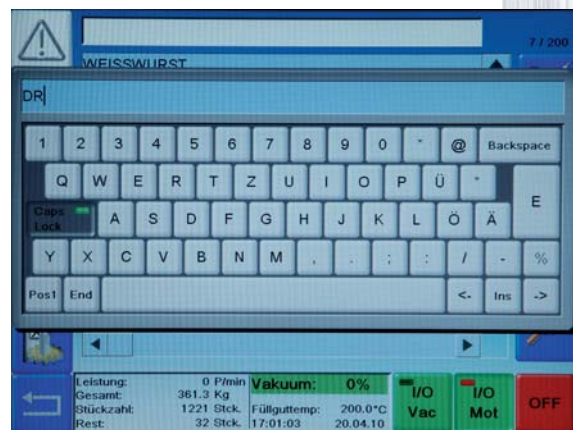 7 / 200
WEISSWURST
DR
1 2 3 4 5 6 7 8 9 0 @ Backspace
Q W E R T Z U I O P Ü E
Caps Lock A S D F G H J K L Ö Ä
Y X C V B N M , . ; : / - %
Pos1 End <- Ins ->
Leistung: 0 P/min
Gesamt: 361.3 Kg
Stückzahl: 1221 Stck.
Rest: 32 Stck.
Vakuum: 0%
Füllguttemp: 200.0°C
17:01:03 20.04.10
I/O Vac
I/O Mot
OFF